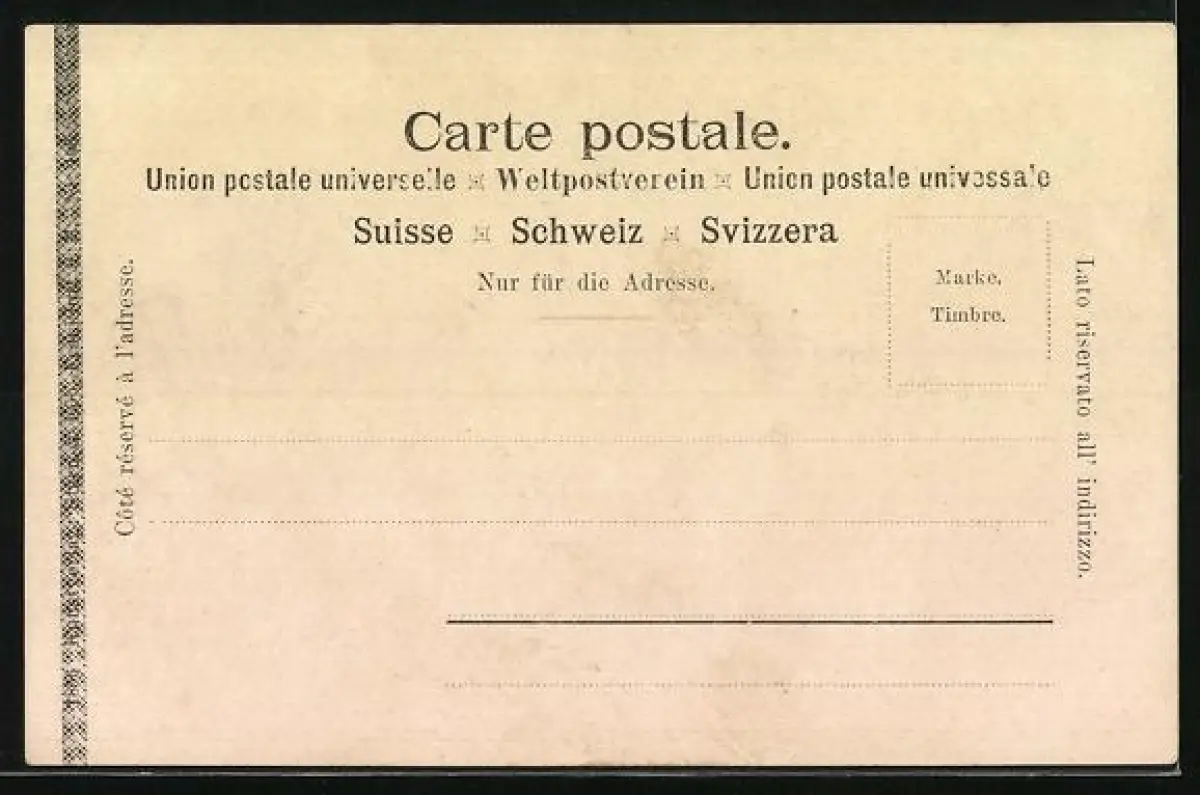 Carte postale.
Union postale universelle Weltpostverein Union postale univossale
Suisse Schweiz Svizzera
Nur für die Adresse.
Marke.
Timbre.
Côté réservé à l'adresse.
Lato riservato all' indirizzo.